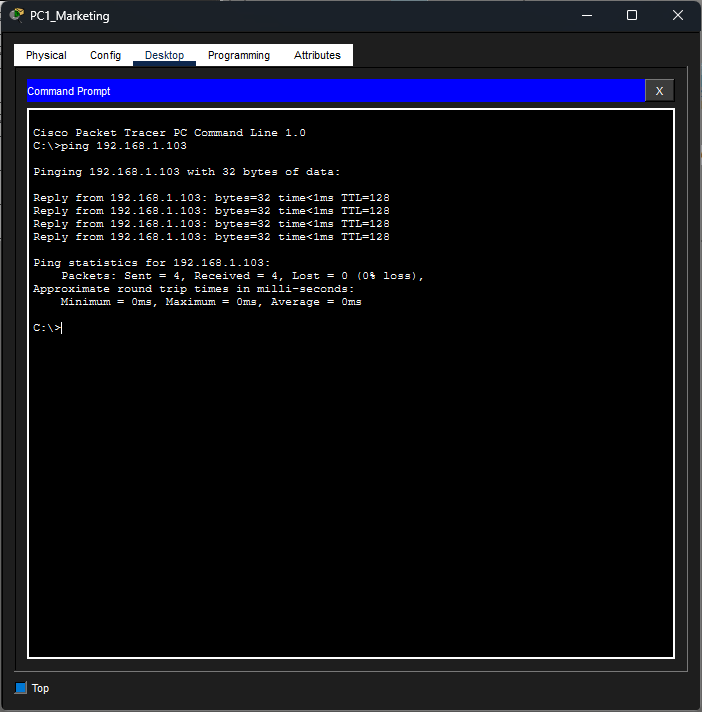 PC1_Marketing
Physical Config Desktop Programming Attributes
Command Prompt X
Cisco Packet Tracer PC Command Line 1.0
C:\>ping 192.168.1.103
Pinging 192.168.1.103 with 32 bytes of data:
Reply from 192.168.1.103: bytes=32 time<1ms TTL=128
Reply from 192.168.1.103: bytes=32 time<1ms TTL=128
Reply from 192.168.1.103: bytes=32 time<1ms TTL=128
Reply from 192.168.1.103: bytes=32 time<1ms TTL=128
Ping statistics for 192.168.1.103:
Packets: Sent = 4, Received = 4, Lost = 0 (0% loss),
Approximate round trip times in milli-seconds:
Minimum = 0ms, Maximum = 0ms, Average = 0ms
C:\>
Top